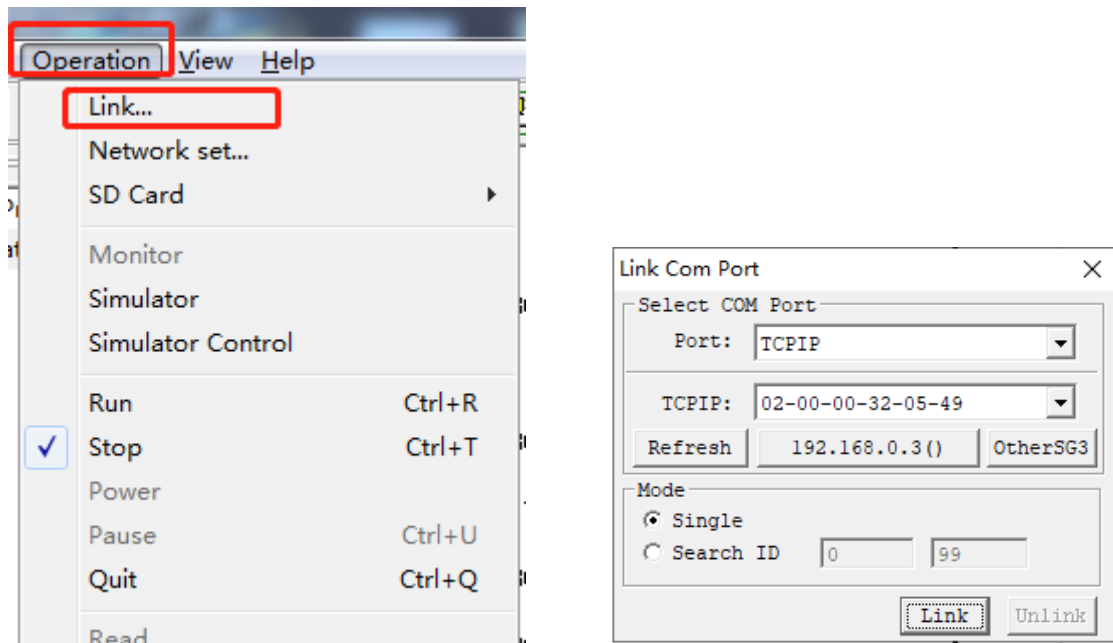 Operation View Help
Link...
Network set...
SD Card
Monitor
Simulator
Simulator Control
Run Ctrl+R
Stop Ctrl+T
Power
Pause Ctrl+U
Quit Ctrl+Q
Read
Link Com Port
Select COM Port
Port: TCPIP
TCPIP: 02-00-00-32-05-49
Refresh 192.168.0.3() OtherSG3
Mode
Single
Search ID 0 99
Link Unlink